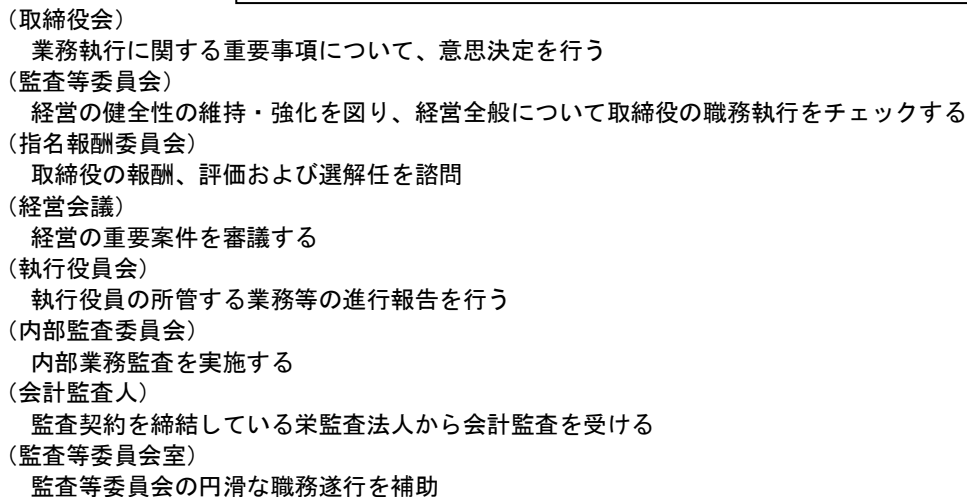 （取締役会）
業務執行に関する重要事項について、意思決定を行う
（監査等委員会）
経営の健全性の維持・強化を図り、経営全般について取締役の職務執行をチェックする
（指名報酬委員会）
取締役の報酬、評価および選解任を諮問
（経営会議）
経営の重要案件を審議する
（執行役員会）
執行役員の所管する業務等の進行報告を行う
（内部監査委員会）
内部業務監査を実施する
（会計監査人）
監査契約を締結している栄監査法人から会計監査を受ける
（監査等委員会室）
監査等委員会の円滑な職務遂行を補助